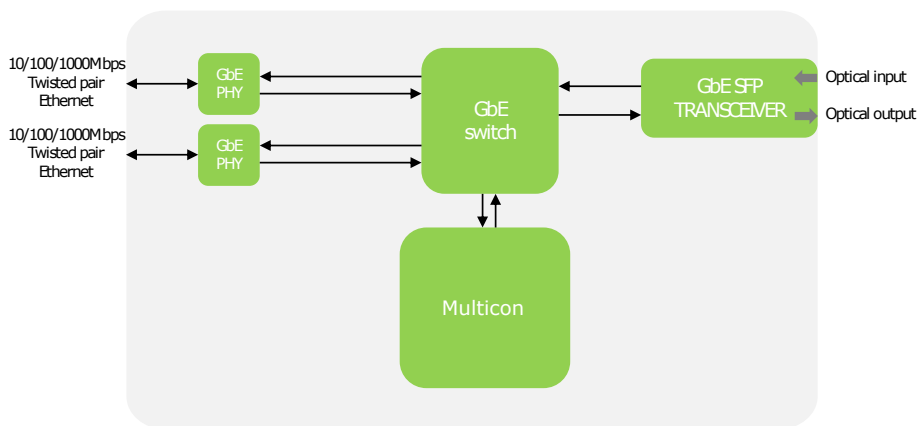 10/100/1000Mbps
Twisted pair
Ethernet
GbE
PHY
10/100/1000Mbps
Twisted pair
Ethernet
GbE
PHY
GbE
switch
GbE SFP
TRANSCEIVER
Optical input
Optical output
Multicon